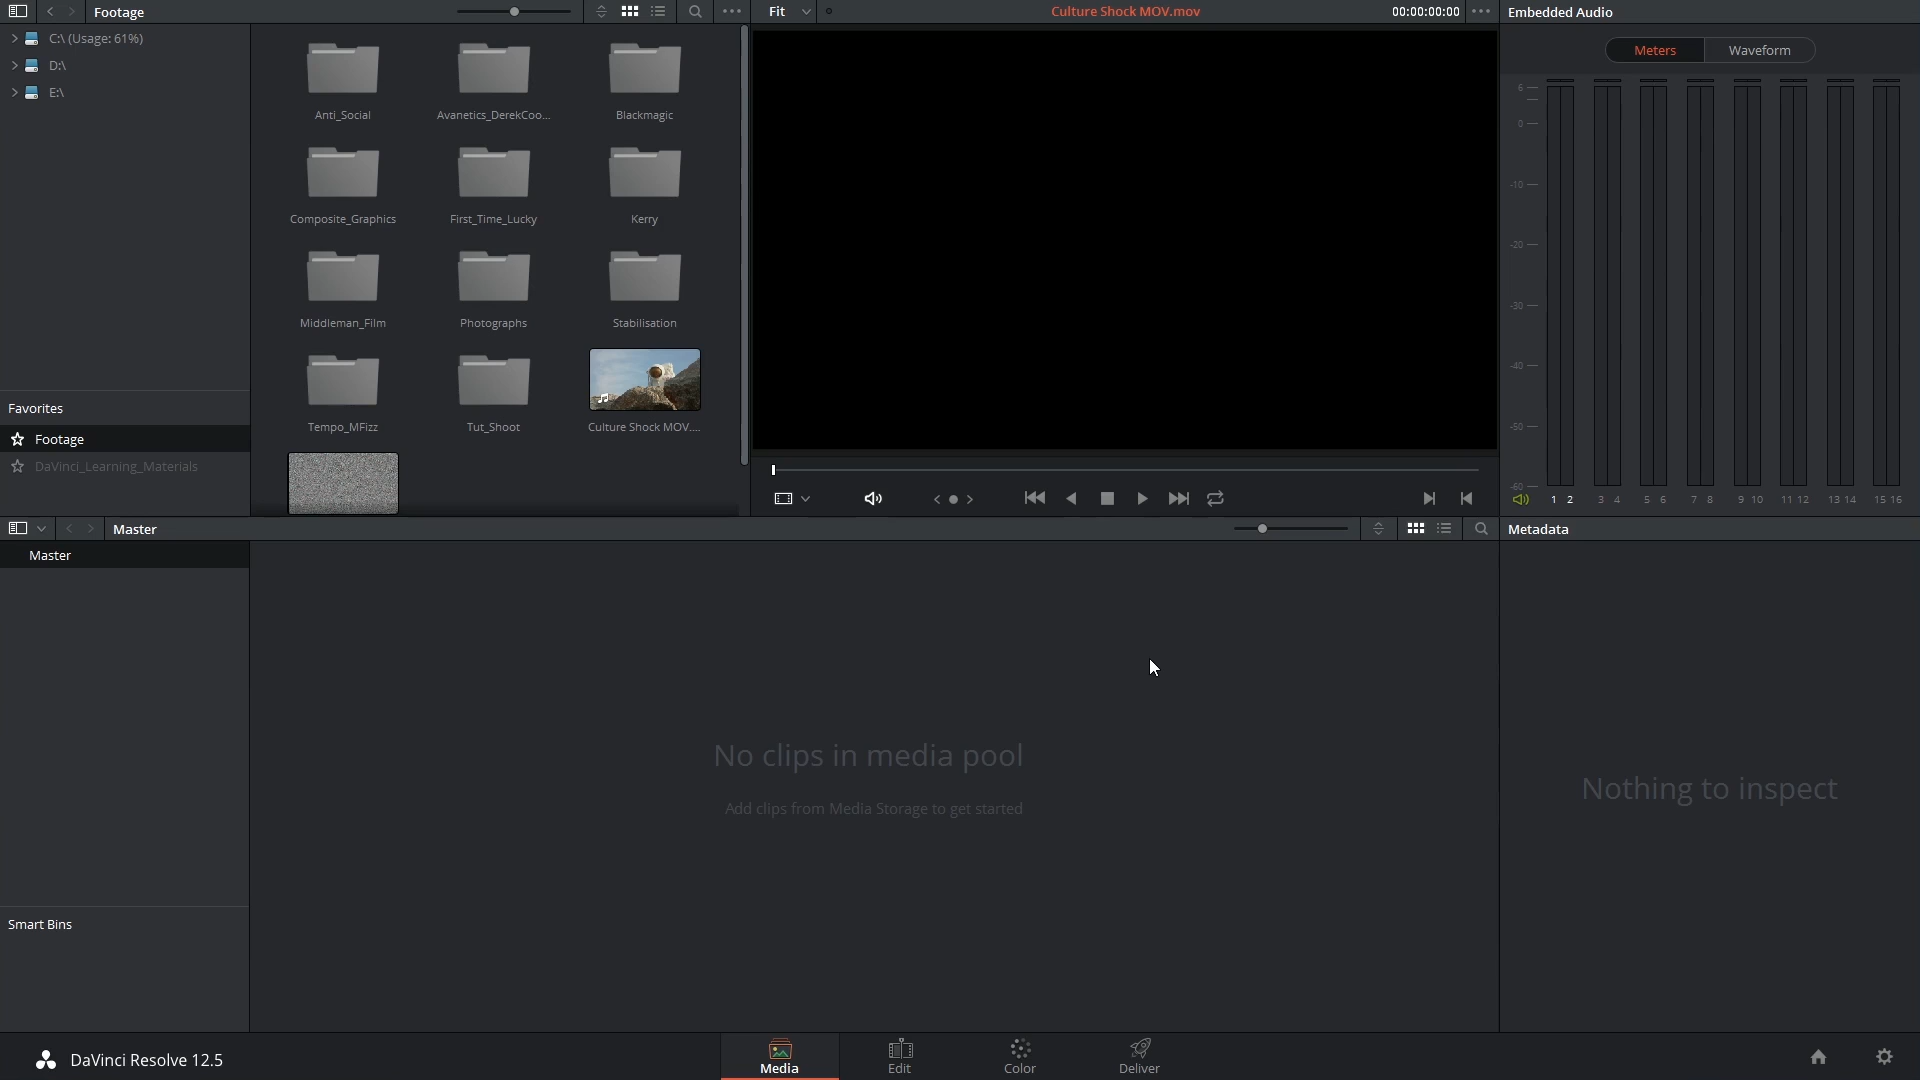 Footage
Fit
Culture Shock MOV.mov
00:00:00:00
Embedded Audio
C:\ (Usage: 61%)
D:\
E:\
Favorites
Footage
DaVinci_Learning_Materials
Anti_Social
Avanetics_DerekCoo...
Blackmagic
Composite_Graphics
First_Time_Lucky
Kerry
Middleman_Film
Photographs
Stabilisation
Tempo_MFizz
Tut_Shoot
Culture Shock MOV....
Meters
Waveform
6
0
-10
-20
-30
-40
-50
-60
1 2 3 4 5 6 7 8 9 10 11 12 13 14 15 16
Master
Master
Smart Bins
No clips in media pool
Add clips from Media Storage to get started
Metadata
Nothing to inspect
DaVinci Resolve 12.5
Media
Edit
Color
Deliver